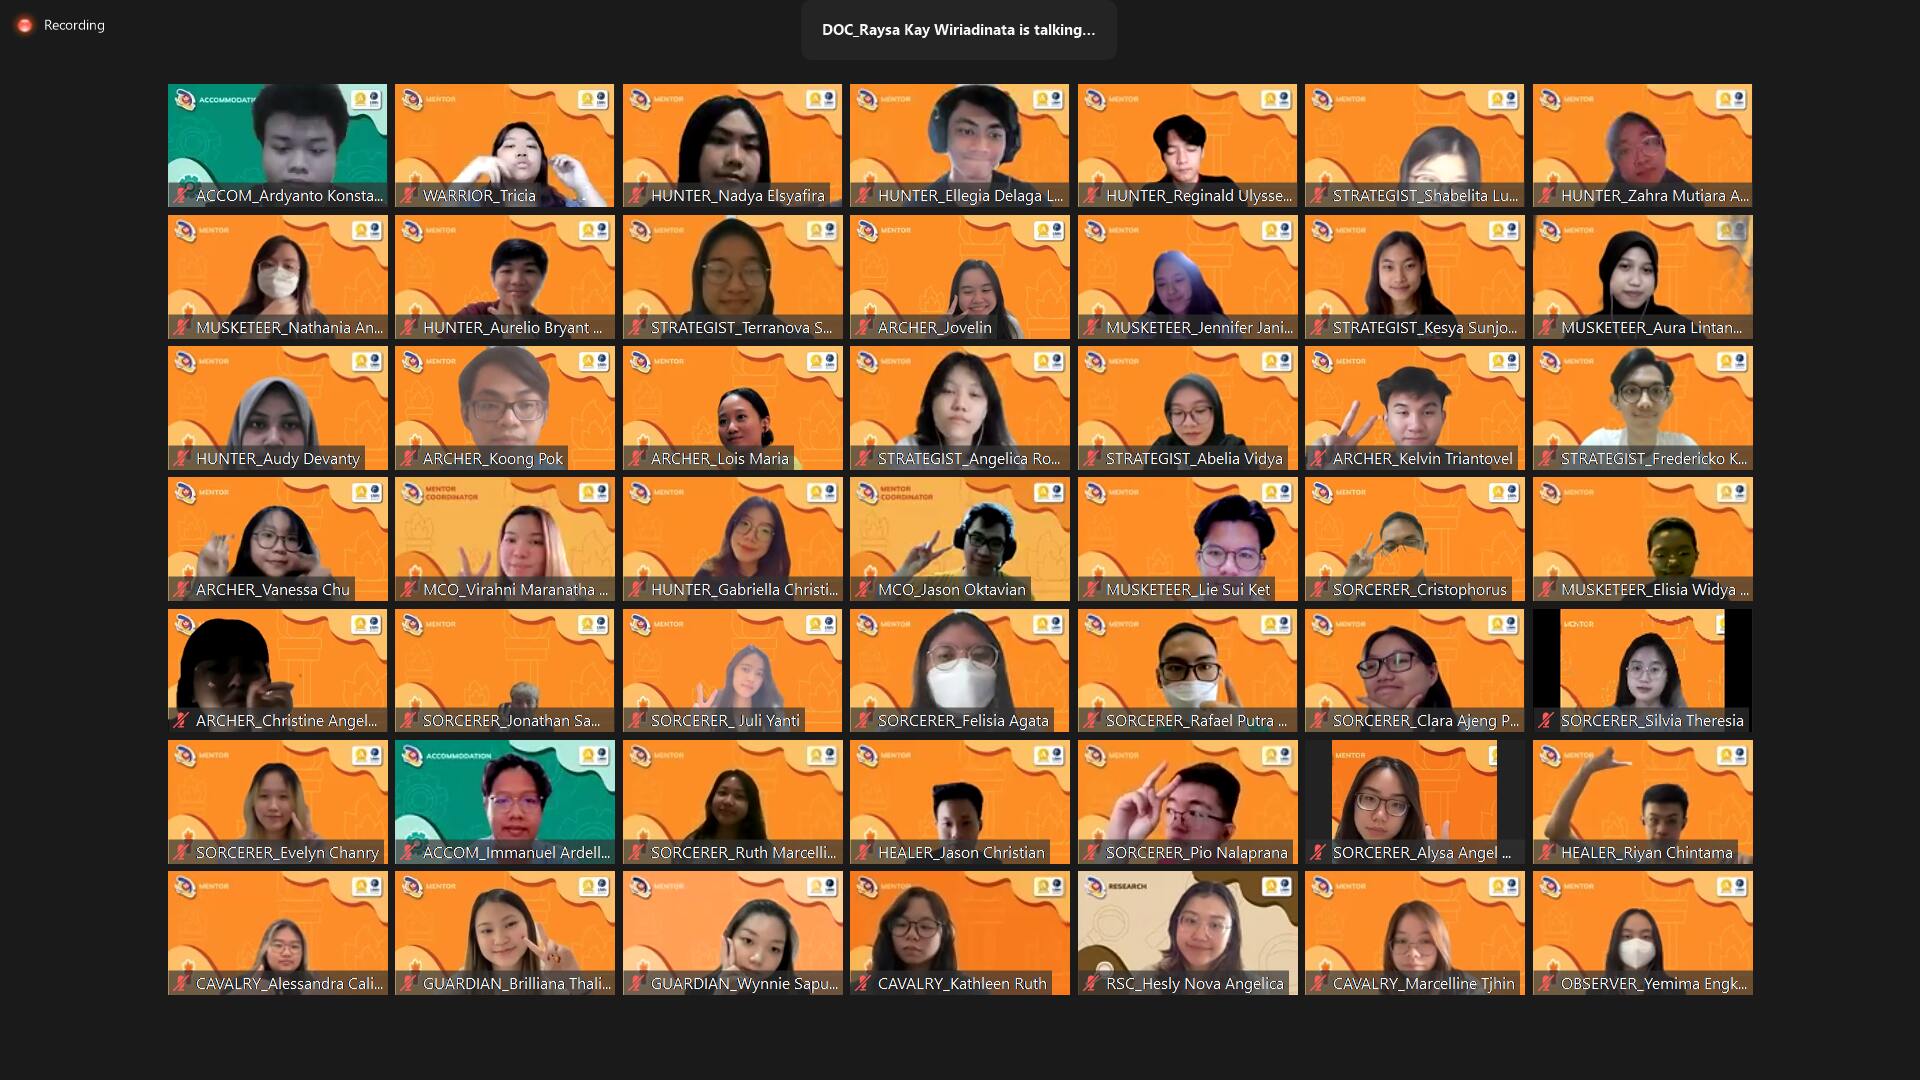 Recording
DOC_Raysa Kay Wiriadinata is talking...
ACCOMMODATI
ACCOM_Ardyanto Konsta...
MENTOR
WARRIOR_Tricia
MENTOR
HUNTER_Nadya Elsyafira
MENTOR
HUNTER_Ellegia Delaga L...
MENTOR
HUNTER_Reginald Ulysse...
MENTOR
STRATEGIST_Shabelita Lu...
MENTOR
HUNTER_Zahra Mutiara A...
MENTOR
MUSKETEER_Nathania An...
MENTOR
HUNTER_Aurelio Bryant ...
MENTOR
STRATEGIST_Terranova S...
MENTOR
ARCHER_Jovelin
MENTOR
MUSKETEER_Jennifer Jani...
MENTOR
STRATEGIST_Kesya Sunjo...
MENTOR
MUSKETEER_Aura Lintan...
MENTOR
HUNTER_Audy Devanty
MENTOR
ARCHER_Koong Pok
MENTOR
ARCHER_Lois Maria
MENTOR
STRATEGIST_Angelica Ro...
MENTOR
STRATEGIST_Abelia Vidya
MENTOR
ARCHER_Kelvin Triantovel
MENTOR
STRATEGIST_Fredericko K...
MENTOR
ARCHER_Vanessa Chu
MENTOR
COORDINATOR
MCO_Virahni Maranatha ...
MENTOR
HUNTER_Gabriella Christi...
MENTOR
COORDINATOR
MCO_Jason Oktavian
MENTOR
MUSKETEER_Lie Sui Ket
MENTOR
SORCERER_Cristophorus
MENTOR
MUSKETEER_Elisia Widya ...
ARCHER_Christine Angel...
MENTOR
SORCERER_Jonathan Sa...
MENTOR
SORCERER_ Juli Yanti
MENTOR
SORCERER_Felisia Agata
MENTOR
SORCERER_Rafael Putra ...
MENTOR
SORCERER_Clara Ajeng P...
MENTOR
SORCERER_Silvia Theresia
MENTOR
SORCERER_Evelyn Chanry
ACCOMMODATION
ACCOM_Immanuel Ardell...
MENTOR
SORCERER_Ruth Marcelli...
MENTOR
HEALER_Jason Christian
MENTOR
SORCERER_Pio Nalaprana
MENTOR
SORCERER_Alysa Angel ...
MENTOR
HEALER_Riyan Chintama
MENTOR
CAVALRY_Alessandra Cali...
MENTOR
GUARDIAN_Brilliana Thali...
MENTOR
GUARDIAN_Wynnie Sapu...
MENTOR
CAVALRY_Kathleen Ruth
RESEARCH
RSC_Hesly Nova Angelica
MENTOR
CAVALRY_Marcelline Tjhin
MENTOR
OBSERVER_Yemima Engk...